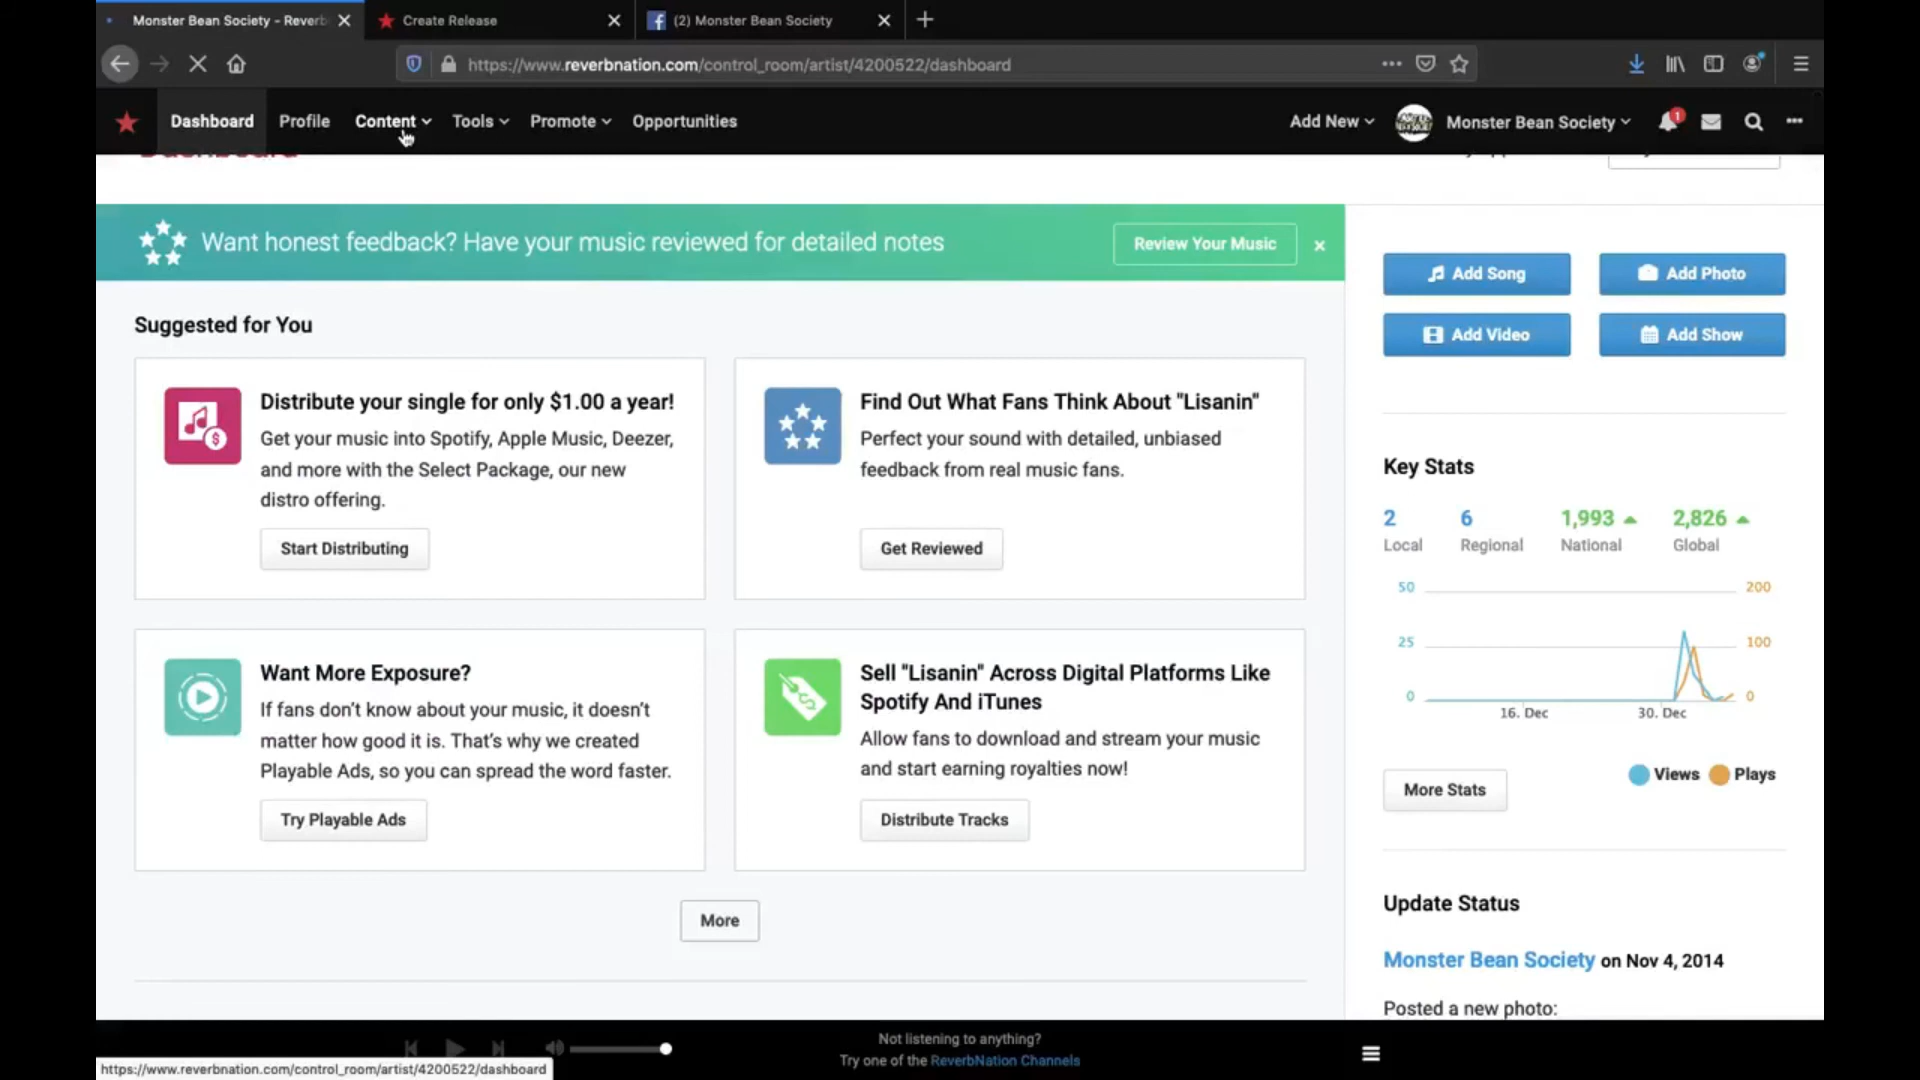 Monster Bean Society - Reverb
Create Release
(2) Monster Bean Society
https://www.reverbnation.com/control_room/artist/4200522/dashboard
Dashboard
Profile
Content
Tools
Promote
Opportunities
Add New
Monster Bean Society
1
Want honest feedback? Have your music reviewed for detailed notes
Review Your Music
Add Song
Add Photo
Add Video
Add Show
Suggested for You
Distribute your single for only $1.00 a year!
Get your music into Spotify, Apple Music, Deezer,
and more with the Select Package, our new
distro offering.
Start Distributing
Find Out What Fans Think About "Lisanin"
Perfect your sound with detailed, unbiased
feedback from real music fans.
Get Reviewed
Want More Exposure?
If fans don't know about your music, it doesn't
matter how good it is. That's why we created
Playable Ads, so you can spread the word faster.
Try Playable Ads
Sell "Lisanin" Across Digital Platforms Like
Spotify And iTunes
Allow fans to download and stream your music
and start earning royalties now!
Distribute Tracks
More
Key Stats
2 6 1,993 2,826
Local Regional National Global
50 200
25 100
0 0
16. Dec 30. Dec
Views Plays
More Stats
Update Status
Monster Bean Society on Nov 4, 2014
Posted a new photo:
Not listening to anything?
Try one of the ReverbNation Channels
https://www.reverbnation.com/control_room/artist/4200522/dashboard